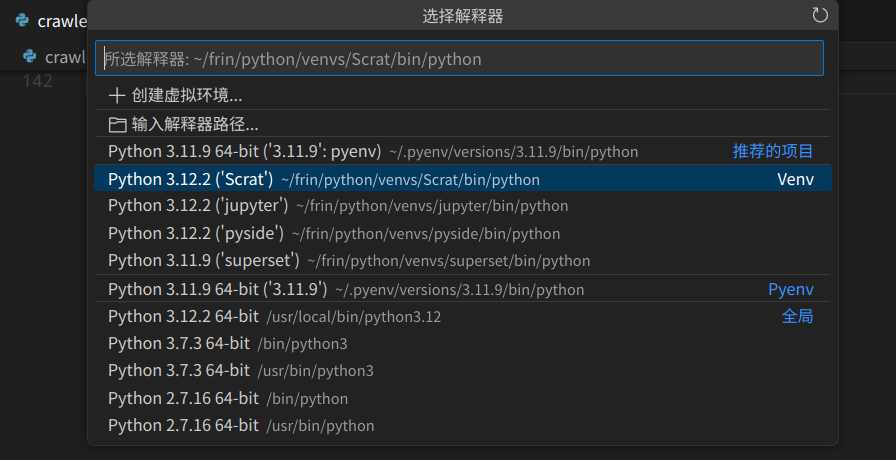 选择解释器
crawle
所选解释器: ~/frin/python/venvs/Scrat/bin/python
crawl
142
创建虚拟环境...
输入解释器路径...
Python 3.11.9 64-bit ('3.11.9': pyenv) ~/.pyenv/versions/3.11.9/bin/python 推荐的项目
Python 3.12.2 ('Scrat') ~/frin/python/venvs/Scrat/bin/python Venv
Python 3.12.2 ('jupyter') ~/frin/python/venvs/jupyter/bin/python
Python 3.12.2 ('pyside') ~/frin/python/venvs/pyside/bin/python
Python 3.11.9 ('superset') ~/frin/python/venvs/superset/bin/python
Python 3.11.9 64-bit ('3.11.9') ~/.pyenv/versions/3.11.9/bin/python Pyenv
Python 3.12.2 64-bit /usr/local/bin/python3.12 全局
Python 3.7.3 64-bit /bin/python3
Python 3.7.3 64-bit /usr/bin/python3
Python 2.7.16 64-bit /bin/python
Python 2.7.16 64-bit /usr/bin/python